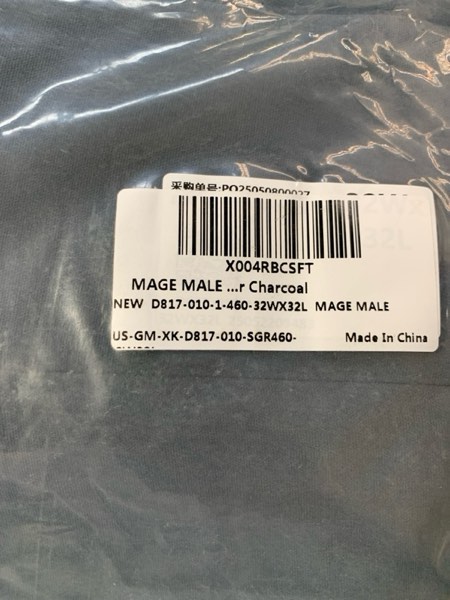 采购单号:PO25050800027
X004RBCSFT
MAGE MALE ...r Charcoal
NEW D817-010-1-460-32WX32L MAGE MALE
US-GM-XK-D817-010-SGR460-
Made In China